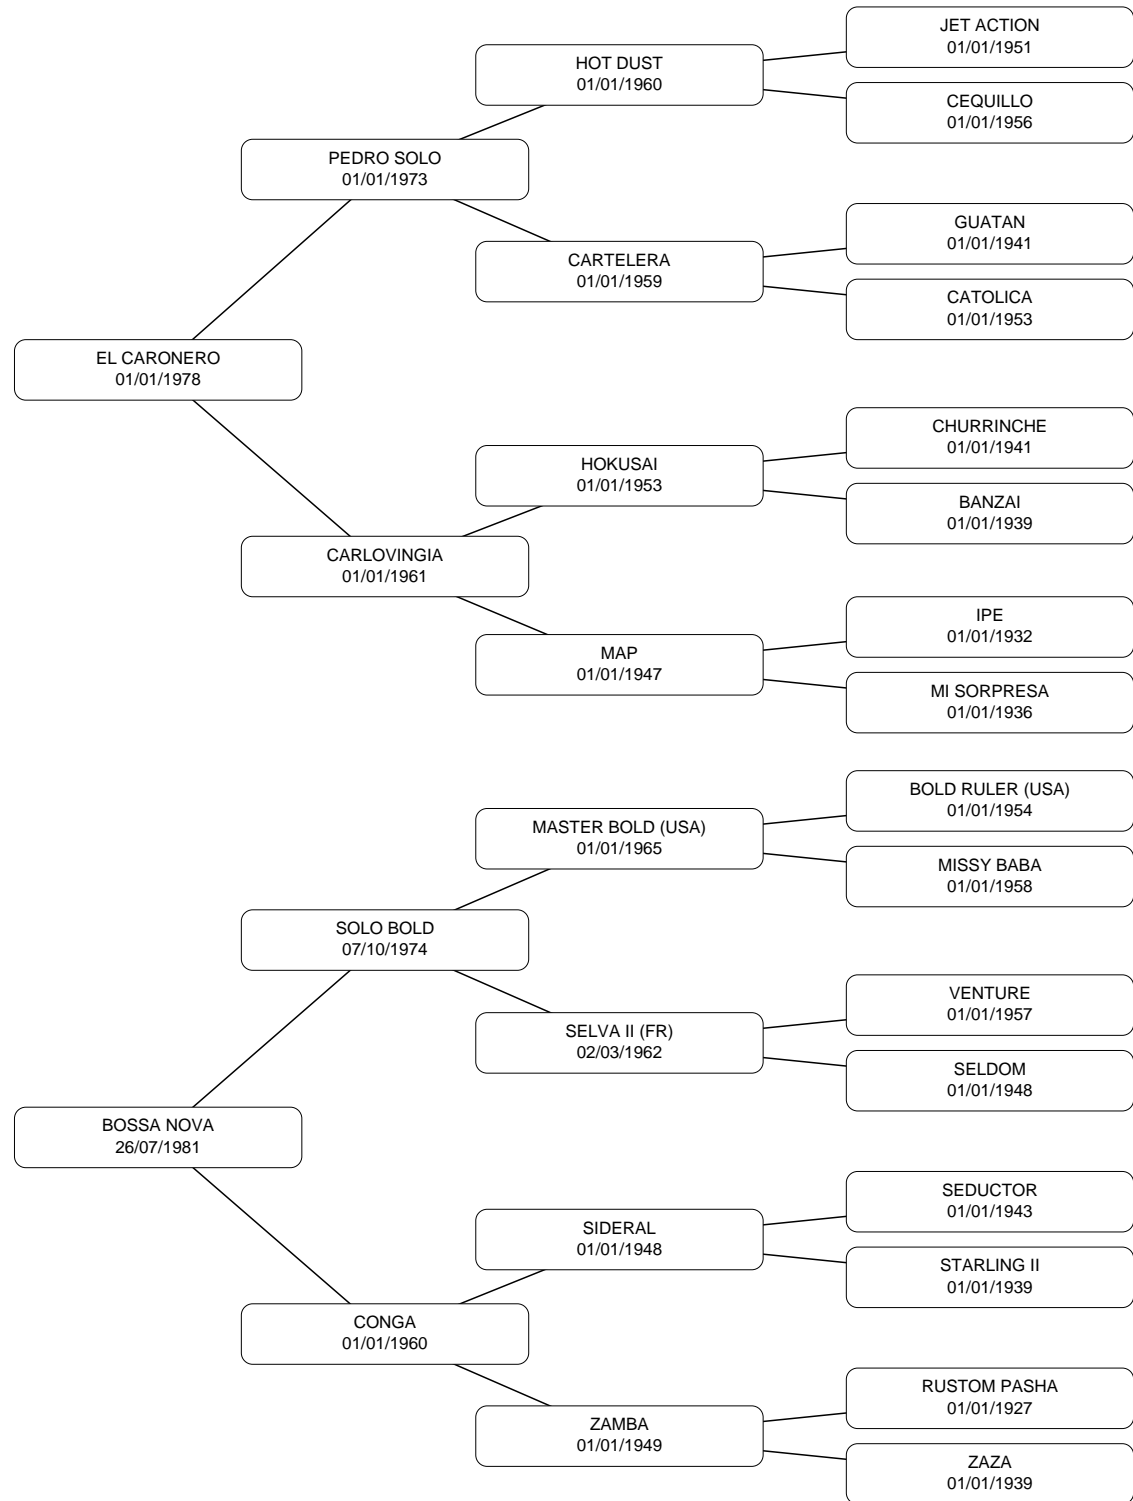 JET ACTION
01/01/1951
HOT DUST
01/01/1960
CEQUILLO
01/01/1956
PEDRO SOLO
01/01/1973
GUATAN
01/01/1941
CARTELERA
01/01/1959
CATOLICA
01/01/1953
EL CARONERO
01/01/1978
CHURRINCHE
01/01/1941
HOKUSAI
01/01/1953
BANZAI
01/01/1939
CARLOVINGIA
01/01/1961
IPE
01/01/1932
MAP
01/01/1947
MI SORPRESA
01/01/1936
BOLD RULER (USA)
01/01/1954
MASTER BOLD (USA)
01/01/1965
MISSY BABA
01/01/1958
SOLO BOLD
07/10/1974
VENTURE
01/01/1957
SELVA II (FR)
02/03/1962
SELDOM
01/01/1948
BOSSA NOVA
26/07/1981
SEDUCTOR
01/01/1943
SIDERAL
01/01/1948
STARLING II
01/01/1939
CONGA
01/01/1960
RUSTOM PASHA
01/01/1927
ZAMBA
01/01/1949
ZAZA
01/01/1939